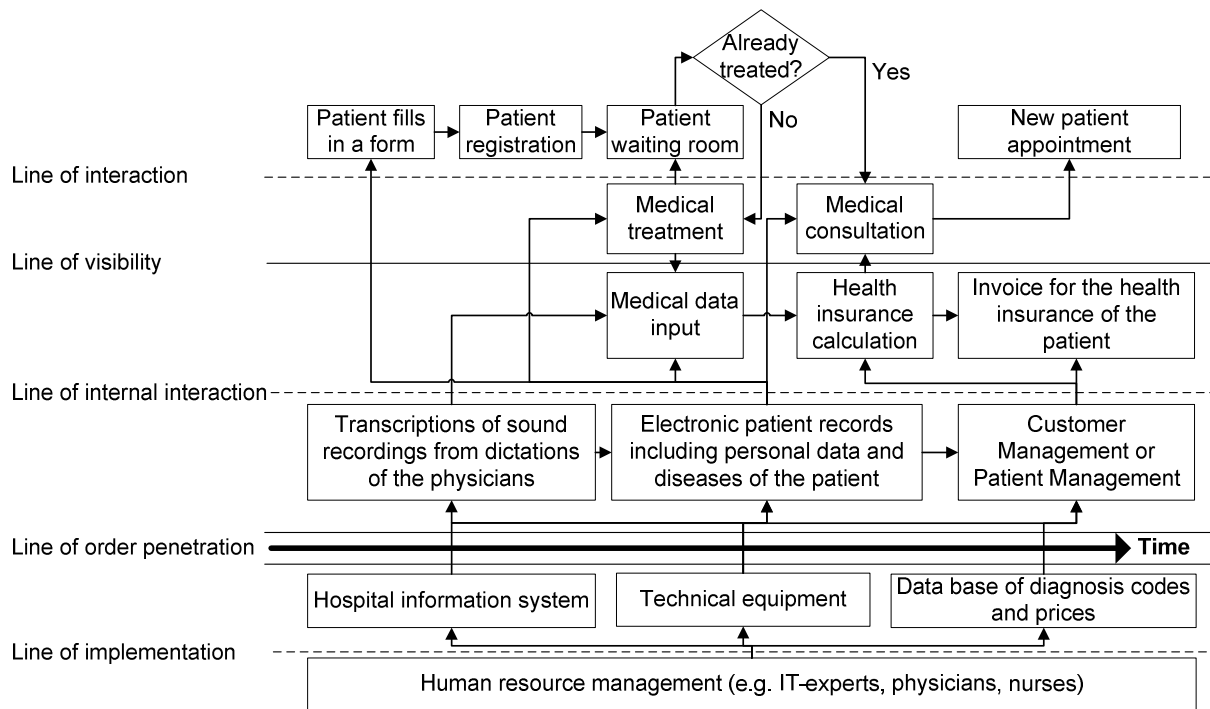 Already
treated?
Yes
No
Patient fills
in a form
Patient
registration
Patient
waiting room
New patient
appointment
Line of interaction
Medical
treatment
Medical
consultation
Line of visibility
Medical data
input
Health
insurance
calculation
Invoice for the health
insurance of the
patient
Line of internal interaction
Transcriptions of sound
recordings from dictations
of the physicians
Electronic patient records
including personal data and
diseases of the patient
Customer
Management or
Patient Management
Line of order penetration
Time
Hospital information system
Technical equipment
Data base of diagnosis codes
and prices
Line of implementation
Human resource management (e.g. IT-experts, physicians, nurses)